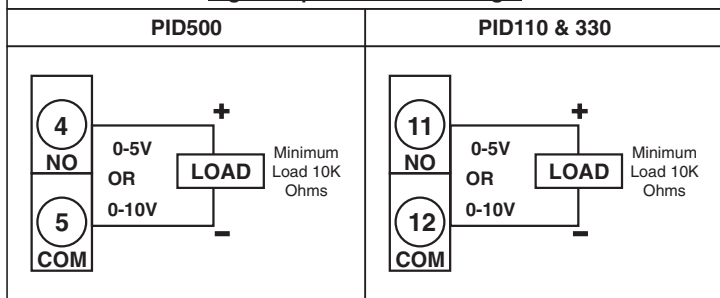 PID500
PID110 & 330
4
NO
5
COM
0-5V
OR
0-10V
+
LOAD
−
Minimum
Load 10K
Ohms
11
NO
12
COM
0-5V
OR
0-10V
+
LOAD
−
Minimum
Load 10K
Ohms